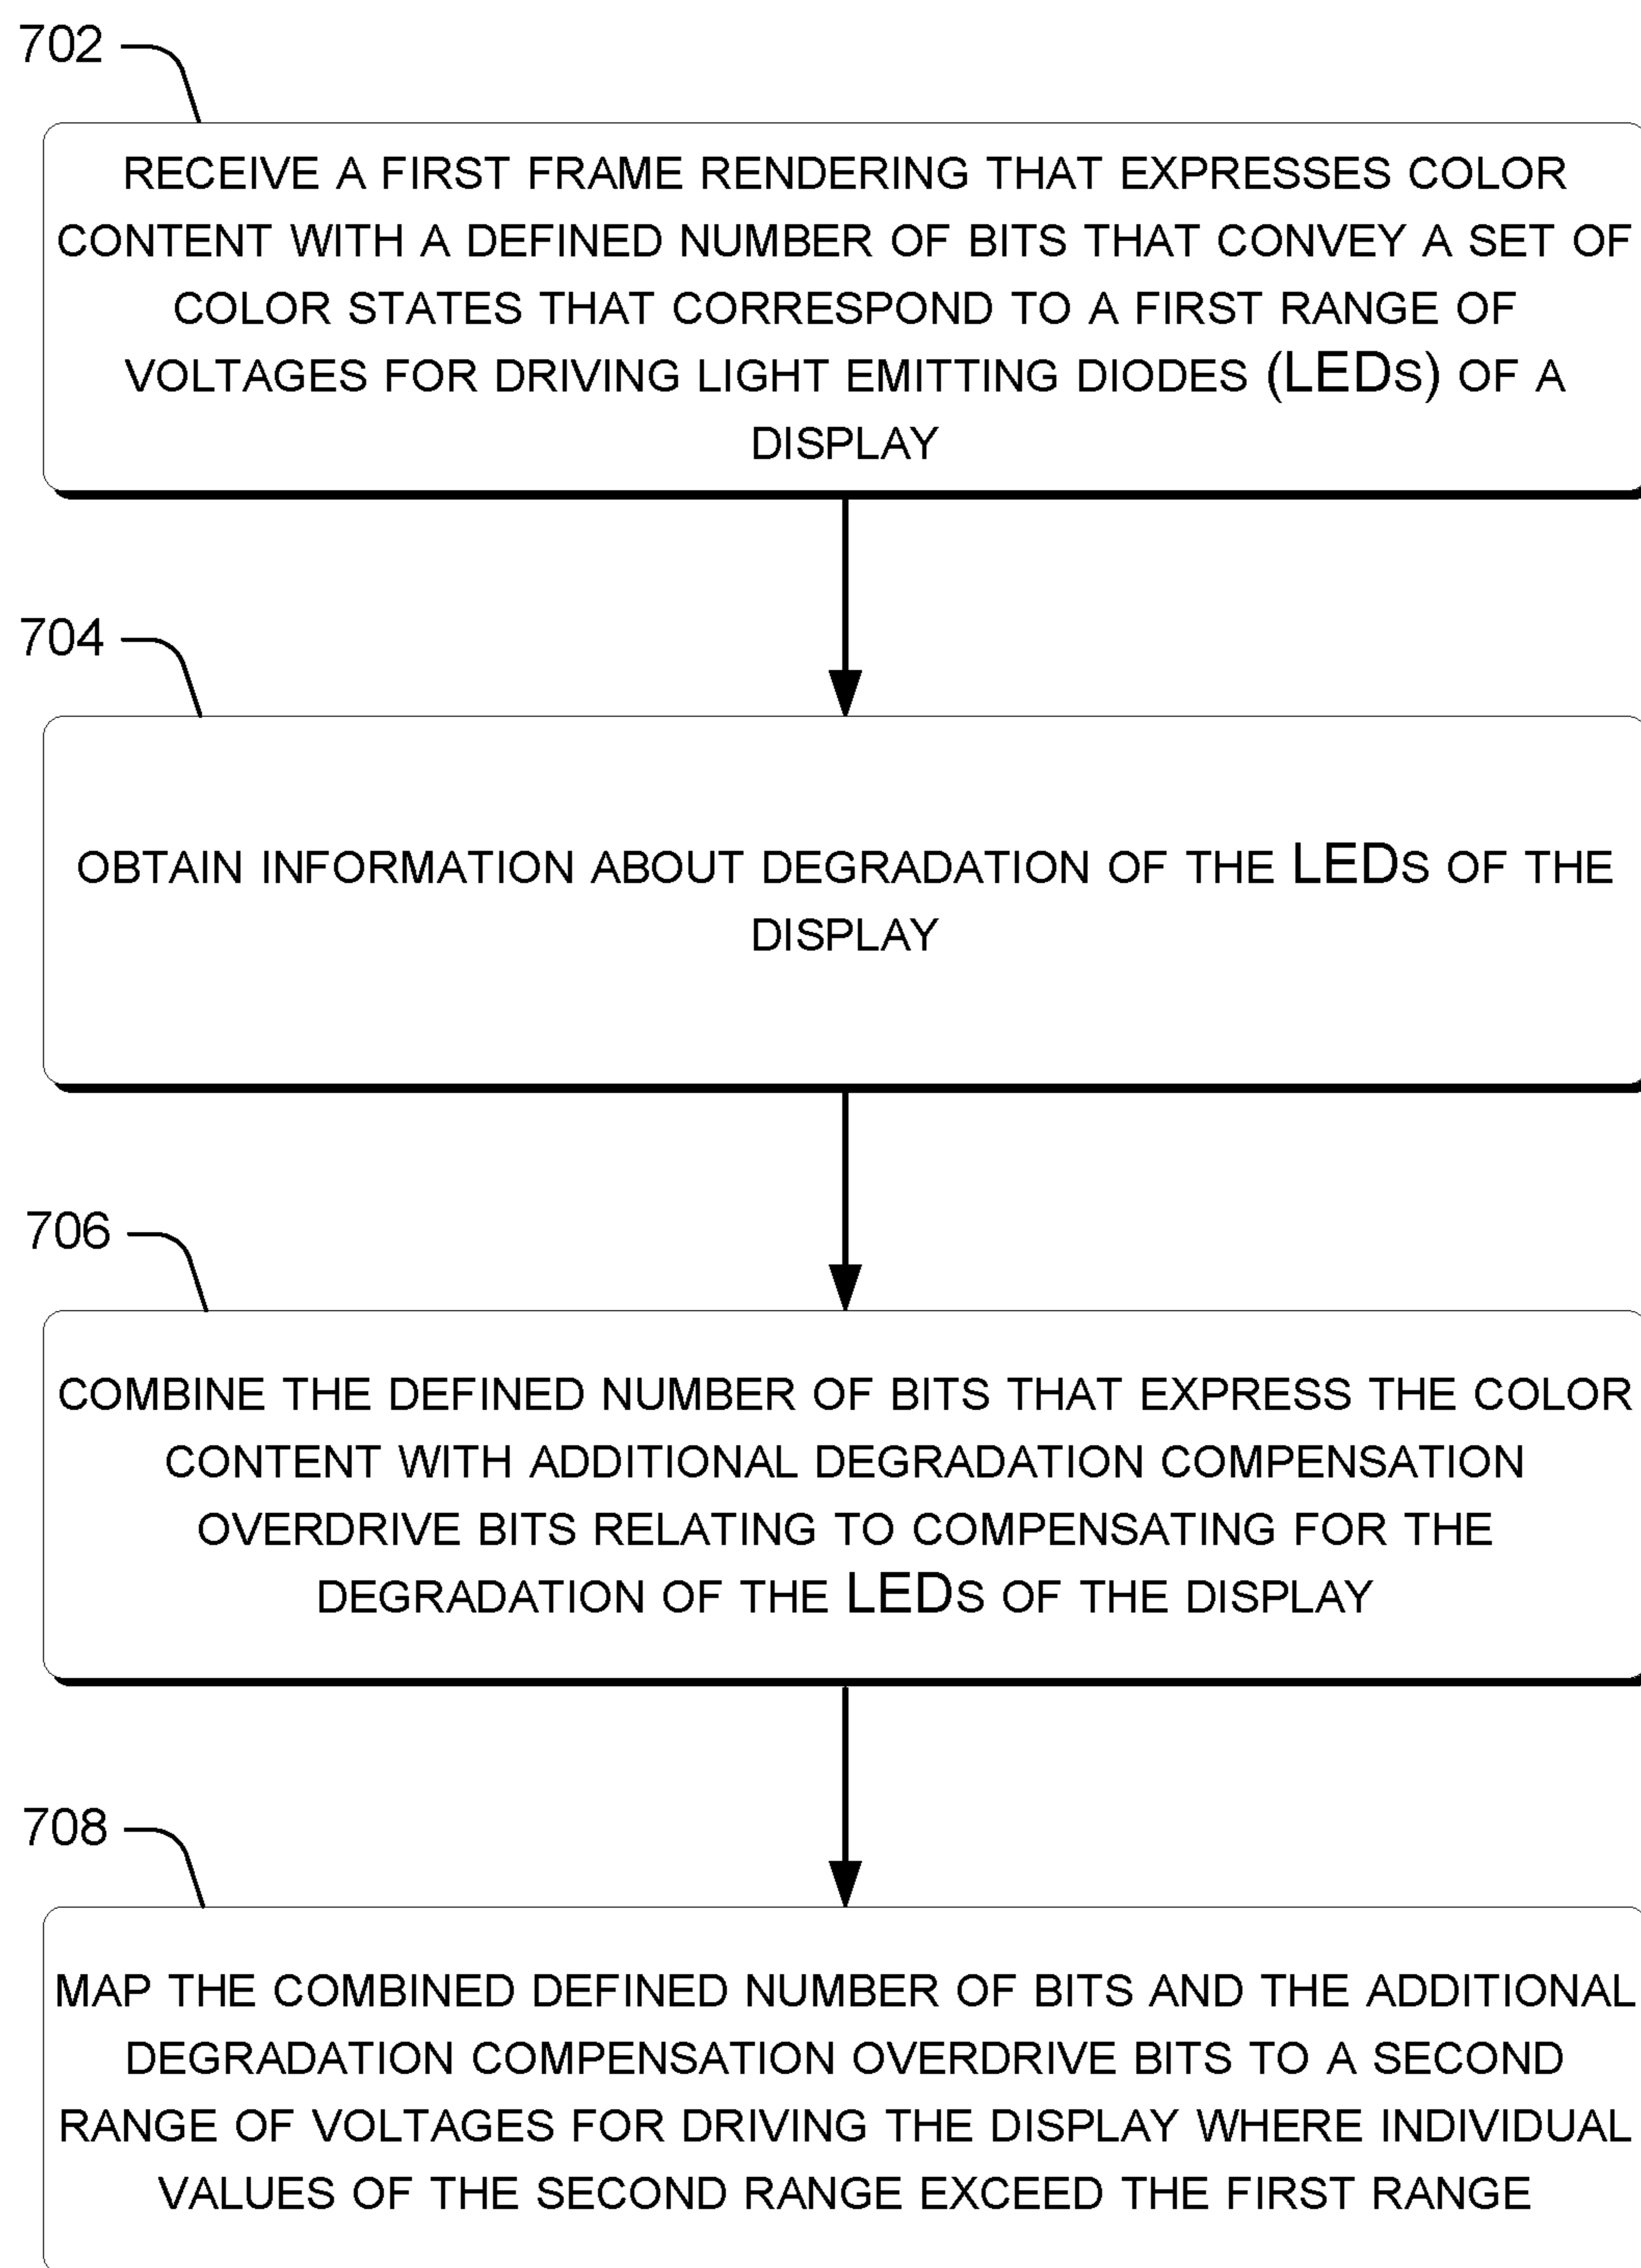 702
RECEIVE A FIRST FRAME RENDERING THAT EXPRESSES COLOR
CONTENT WITH A DEFINED NUMBER OF BITS THAT CONVEY A SET OF
COLOR STATES THAT CORRESPOND TO A FIRST RANGE OF
VOLTAGES FOR DRIVING LIGHT EMITTING DIODES (LEDS) OF A
DISPLAY
704
OBTAIN INFORMATION ABOUT DEGRADATION OF THE LEDS OF THE
DISPLAY
706
COMBINE THE DEFINED NUMBER OF BITS THAT EXPRESS THE COLOR
CONTENT WITH ADDITIONAL DEGRADATION COMPENSATION
OVERDRIVE BITS RELATING TO COMPENSATING FOR THE
DEGRADATION OF THE LEDS OF THE DISPLAY
708
MAP THE COMBINED DEFINED NUMBER OF BITS AND THE ADDITIONAL
DEGRADATION COMPENSATION OVERDRIVE BITS TO A SECOND
RANGE OF VOLTAGES FOR DRIVING THE DISPLAY WHERE INDIVIDUAL
VALUES OF THE SECOND RANGE EXCEED THE FIRST RANGE